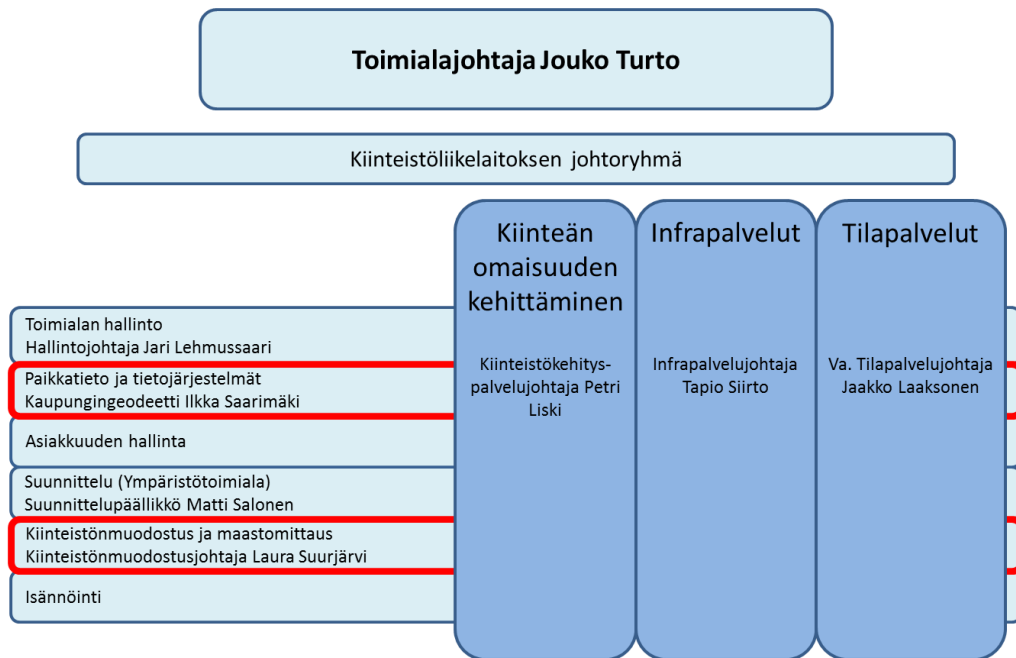 Toimialajohtaja Jouko Turto
Kiinteistöliikelaitoksen johtoryhmä
Kiinteän
omaisuuden
kehittäminen
Kiinteistökehitys-
palvelujohtaja Petri
Liski
Infrapalvelut
Infrapalvelujohtaja
Tapio Siirto
Tilapalvelut
Va. Tilapalvelujohtaja
Jaakko Laaksonen
Toimialan hallinto
Hallintojohtaja Jari Lehmussaari
Paikkatieto ja tietojärjestelmät
Kaupungingeodeetti Ilkka Saarimäki
Asiakkuuden hallinta
Suunnittelu (Ympäristötoimiala)
Suunnittelupäällikkö Matti Salonen
Kiinteistönmuodostus ja maastomittaus
Kiinteistönmuodostusjohtaja Laura Suurjärvi
Isännöinti